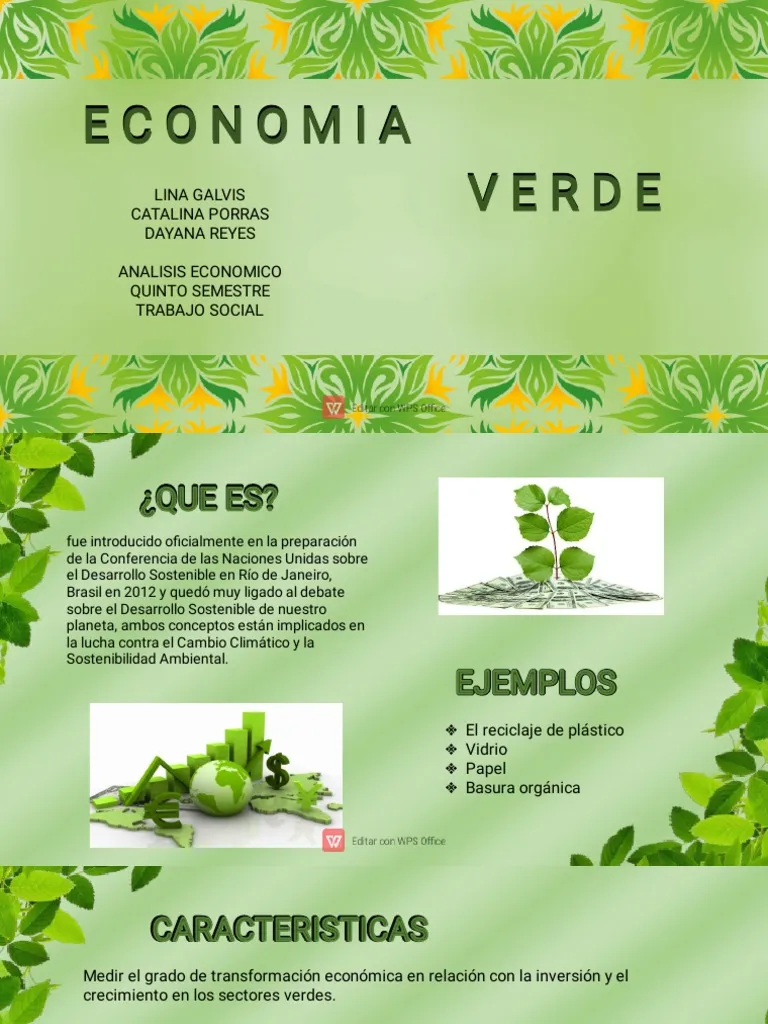 ECONOMIA
VERDE
LINA GALVIS
CATALINA PORRAS
DAYANA REYES
ANALISIS ECONOMICO
QUINTO SEMESTRE
TRABAJO SOCIAL
Editar con WPS Office
¿QUE ES?
fue introducido oficialmente en la preparación
de la Conferencia de las Naciones Unidas sobre
el Desarrollo Sostenible en Río de Janeiro,
Brasil en 2012 y quedó muy ligado al debate
sobre el Desarrollo Sostenible de nuestro
planeta, ambos conceptos están implicados en
la lucha contra el Cambio Climático y la
Sostenibilidad Ambiental.
EJEMPLOS
❖ El reciclaje de plástico
❖ Vidrio
❖ Papel
❖ Basura orgánica
Editar con WPS Office
CARACTERISTICAS
Medir el grado de transformación económica en relación con la inversión y el
crecimiento en los sectores verdes.